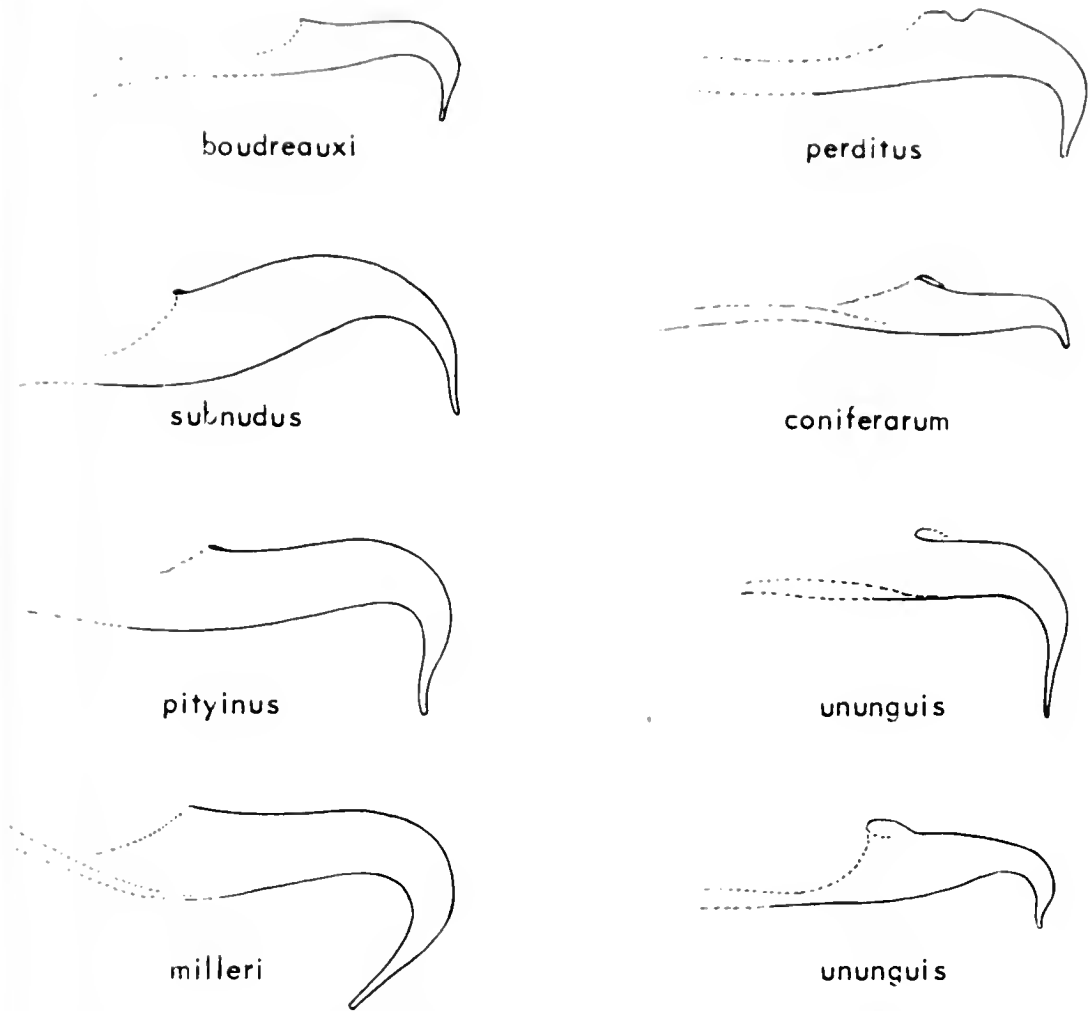 boudreauxi
perditus
subnudus
coniferarum
pityinus
ununguis
milleri
ununguis